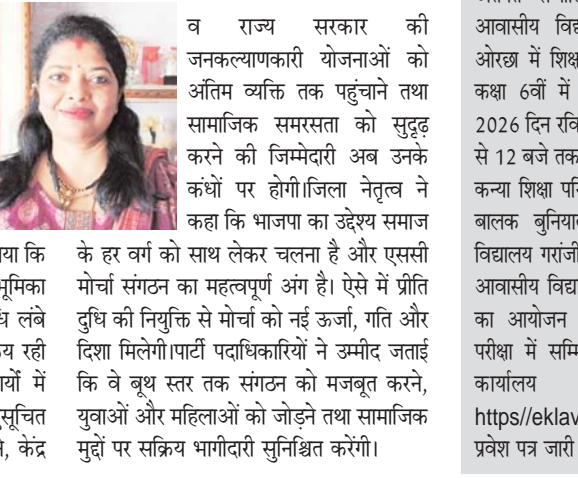 व राज्य सरकार की
जनकल्याणकारी योजनाओं को
अंतिम व्यक्ति तक पहुंचाने तथा
सामाजिक समरसता को सुदृढ़
करने की जिम्मेदारी अब उनके
कंधों पर होगी।जिला नेतृत्व ने
कहा कि भाजपा का उद्देश्य समाज
के हर वर्ग को साथ लेकर चलना है और एससी
मोर्चा संगठन का महत्वपूर्ण अंग है। ऐसे में प्रीति
दुधि की नियुक्ति से मोर्चा को नई ऊर्जा, गति और
दिशा मिलेगी।पार्टी पदाधिकारियों ने उम्मीद जताई
कि वे बूथ स्तर तक संगठन को मजबूत करने,
युवाओं और महिलाओं को जोड़ने तथा सामाजिक
मुद्दों पर सक्रिय भागीदारी सुनिश्चित करेंगी।
कि
लंबे
रही
में
केंद्र
आवासीय
ओरछा में
कक्षा 6वीं में
2026 दिन
से 12 बजे तक
कन्या शिक्षा
बालक
विद्यालय गरांजी
आवासीय
का आयोजन
परीक्षा में
कार्यालय
https//eklav
प्रवेश पत्र जारी